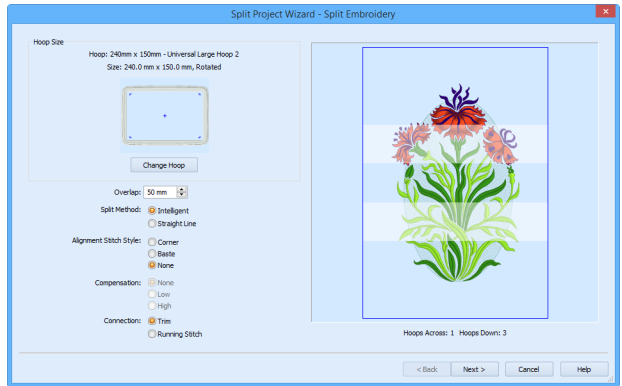 Split Project Wizard - Split Embroidery
Hoop Size
Hoop: 240mm x 150mm - Universal Large Hoop 2
Size: 240.0 mm x 150.0 mm, Rotated
Change Hoop
Overlap: 50 mm
Split Method: Intelligent
Straight Line
Alignment Stitch Style: Corner
Baste
None
Compensation: None
Low
High
Connection: Trim
Running Stitch
Hoops Across: 1 Hoops Down: 3
< Back Next > Cancel Help